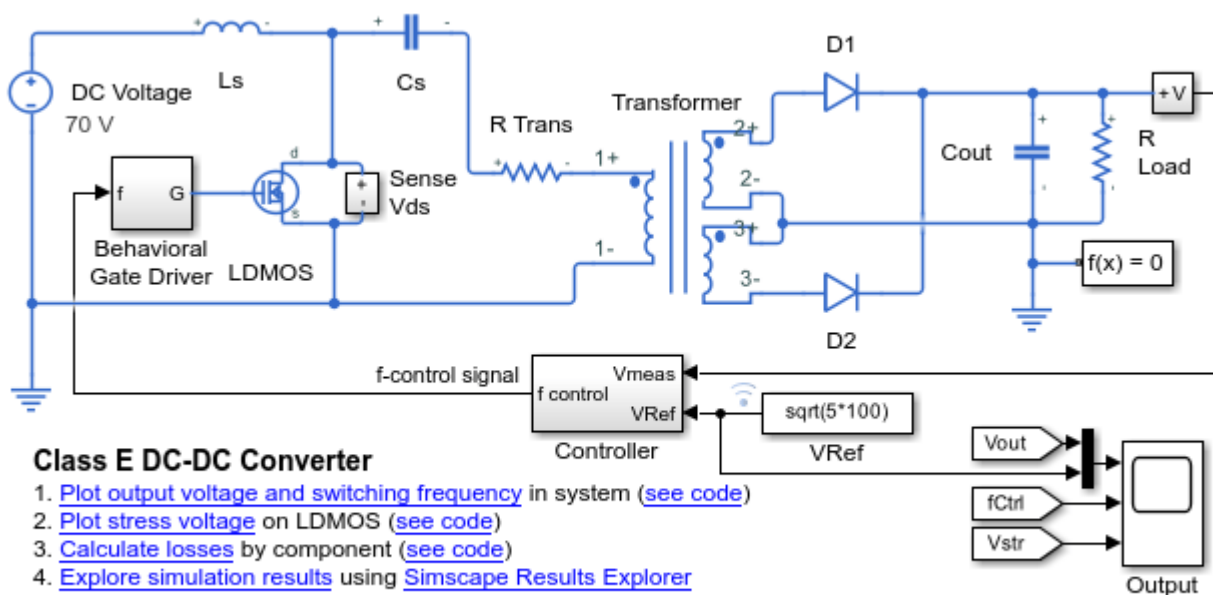 + -
Ls
+ -
Cs
D1
+
-
DC Voltage
70 V
R Trans
+ -
Transformer
1+
1-
2+
2-
3+
3-
+
-
Cout
+
-
R
Load
+V
f G
Behavioral
Gate Driver
d
s
LDMOS
+
-
Sense
Vds
D2
f(x) = 0
f-control signal
f control
Vmeas
VRef
Controller
sqrt(5*100)
VRef
Vout
fCtrl
Vstr
Output
Class E DC-DC Converter
1. Plot output voltage and switching frequency in system (see code)
2. Plot stress voltage on LDMOS (see code)
3. Calculate losses by component (see code)
4. Explore simulation results using Simscape Results Explorer